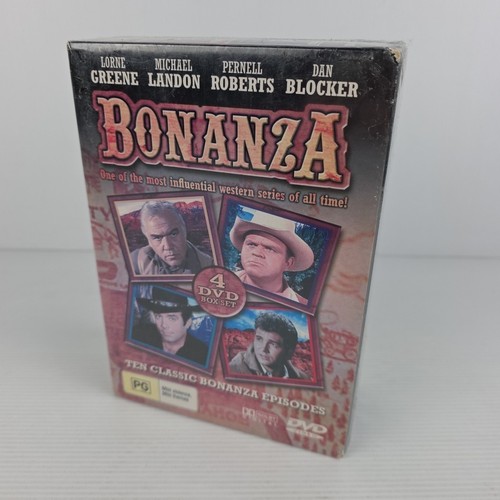 LORNE GREENE
MICHAEL LANDON
PERNELL ROBERTS
DAN BLOCKER
BONANZA
One of the most influential western series of all time!
4
DVD
BOX SET
TEN CLASSIC BONANZA EPISODES
PG
DVD